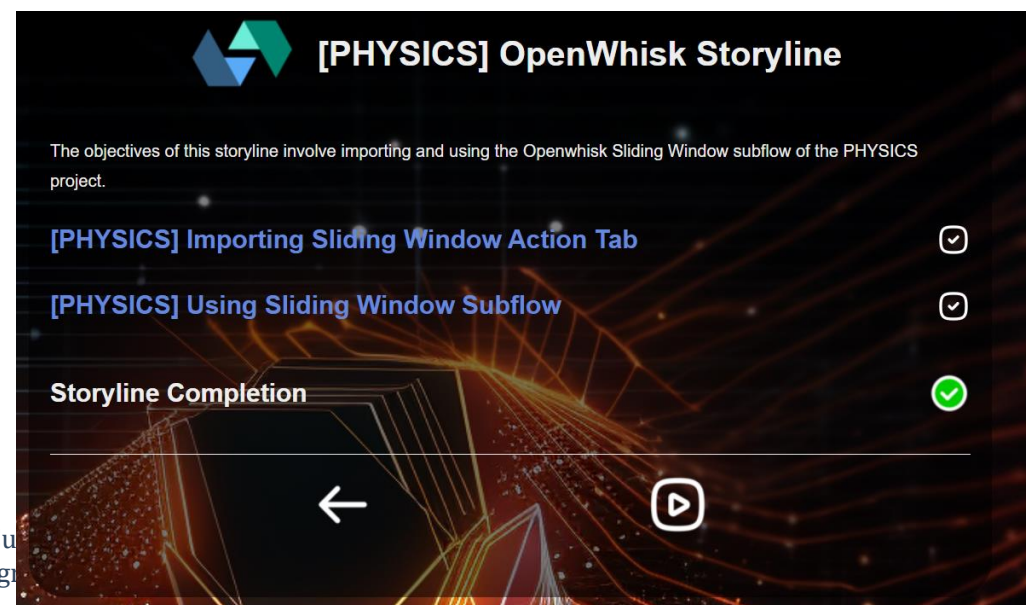 [PHYSICS] OpenWhisk Storyline
The objectives of this storyline involve importing and using the Openwhisk Sliding Window subflow of the PHYSICS
project.
[PHYSICS] Importing Sliding Window Action Tab
[PHYSICS] Using Sliding Window Subflow
Storyline Completion